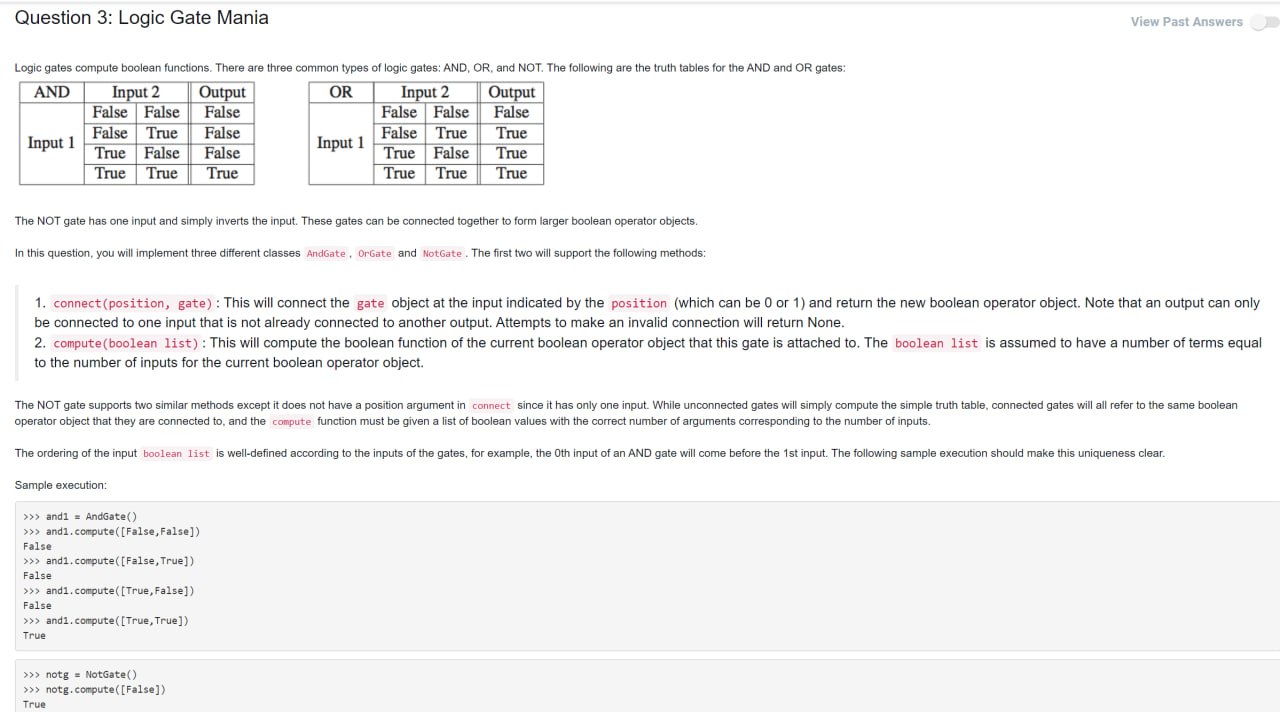 Question 3: Logic Gate Mania
View Past Answers
Logic gates compute boolean functions. There are three common types of logic gates: AND, OR, and NOT. The following are the truth tables for the AND and OR gates:
AND Input 2 Output
Input 1
False False False
False True False
True False False
True True True
OR Input 2 Output
Input 1
False False False
False True True
True False True
True True True
The NOT gate has one input and simply inverts the input. These gates can be connected together to form larger boolean operator objects.
In this question, you will implement three different classes AndGate , OrGate and NotGate . The first two will support the following methods:
1. connect(position, gate) : This will connect the gate object at the input indicated by the position (which can be 0 or 1) and return the new boolean operator object. Note that an output can only
be connected to one input that is not already connected to another output. Attempts to make an invalid connection will return None.
2. compute(boolean list) : This will compute the boolean function of the current boolean operator object that this gate is attached to. The boolean list is assumed to have a number of terms equal
to the number of inputs for the current boolean operator object.
The NOT gate supports two similar methods except it does not have a position argument in connect since it has only one input. While unconnected gates will simply compute the simple truth table, connected gates will all refer to the same boolean
operator object that they are connected to, and the compute function must be given a list of boolean values with the correct number of arguments corresponding to the number of inputs.
The ordering of the input boolean list is well-defined according to the inputs of the gates, for example, the 0th input of an AND gate will come before the 1st input. The following sample execution should make this uniqueness clear.
Sample execution:
>>> and1 = AndGate()
>>> and1.compute([False,False])
False
>>> and1.compute([False,True])
False
>>> and1.compute([True,False])
False
>>> and1.compute([True,True])
True
>>> notg = NotGate()
>>> notg.compute([False])
True